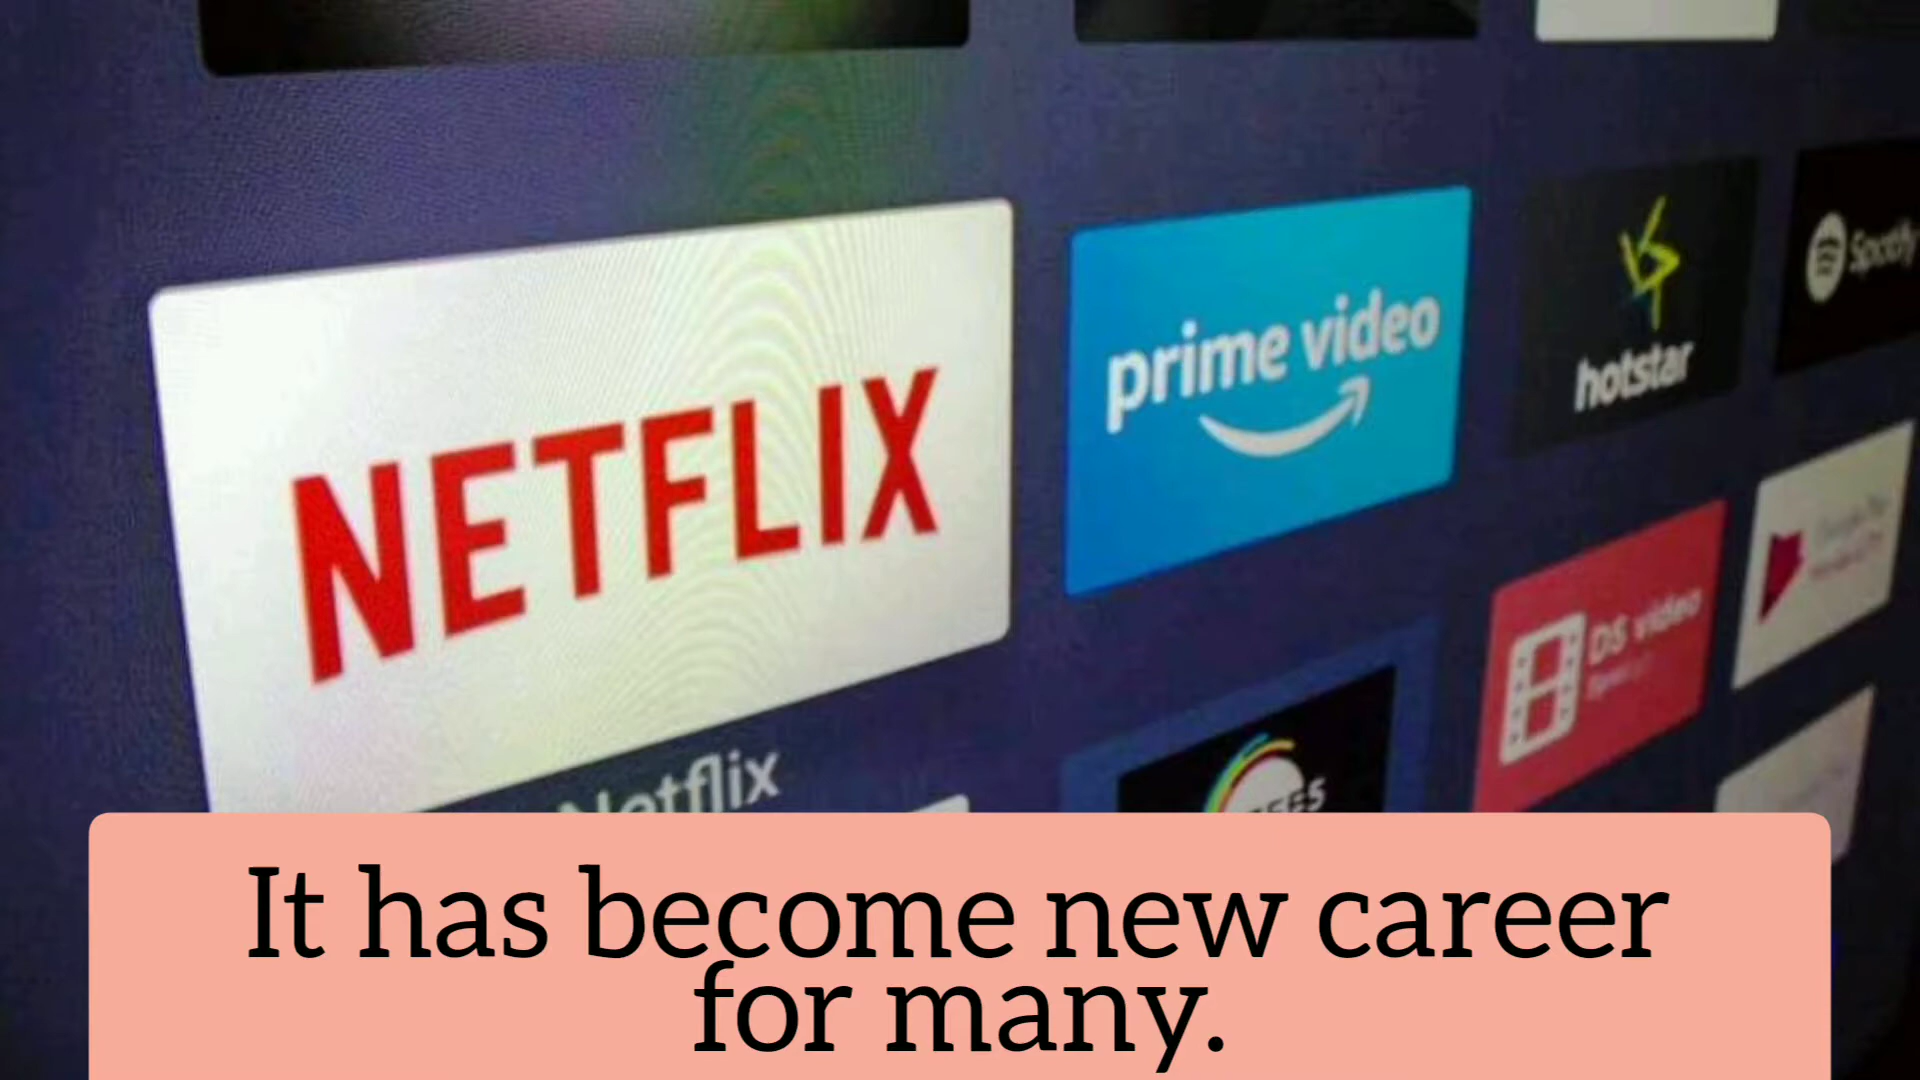 NETFLIX
prime video
hotstar
Spotify
DS video
Netflix
It has become new career
for many.